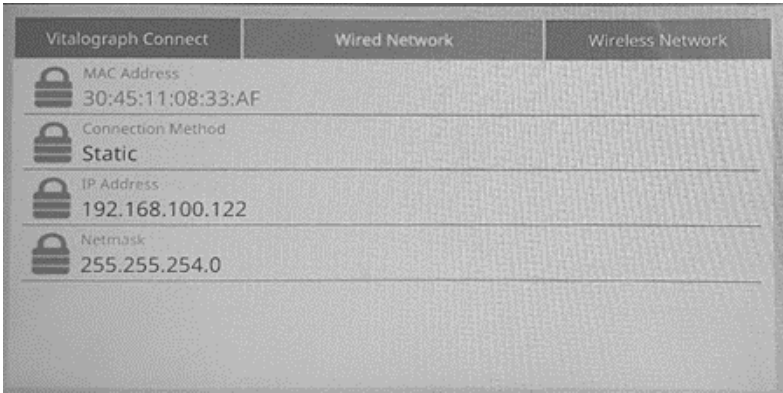 Vitalograph Connect Wired Network Wireless Network
MAC Address
30:45:11:08:33:AF
Connection Method
Static
IP Address
192.168.100.122
Netmask
255.255.254.0